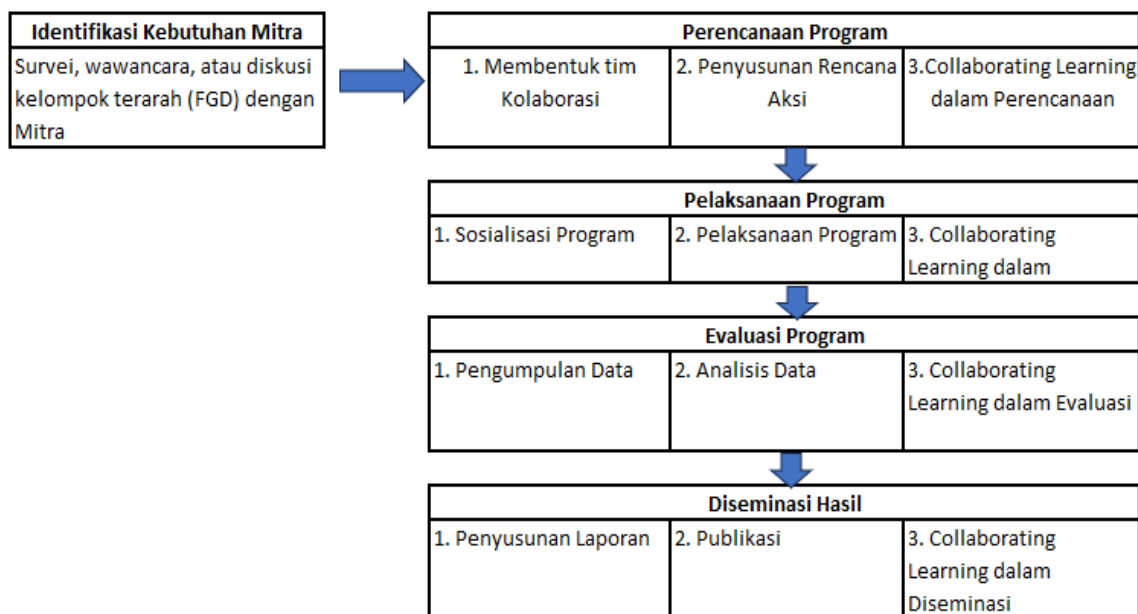 Identifikasi Kebutuhan Mitra
Survei, wawancara, atau diskusi
kelompok terarah (FGD) dengan
Mitra
Perencanaan Program
1. Membentuk tim
Kolaborasi
2. Penyusunan Rencana
Aksi
3.Collaborating Learning
dalam Perencanaan
Pelaksanaan Program
1. Sosialisasi Program
2. Pelaksanaan Program
3. Collaborating
Learning dalam
Evaluasi Program
1. Pengumpulan Data
2. Analisis Data
3. Collaborating
Learning dalam Evaluasi
Diseminasi Hasil
1. Penyusunan Laporan
2. Publikasi
3. Collaborating
Learning dalam
Diseminasi